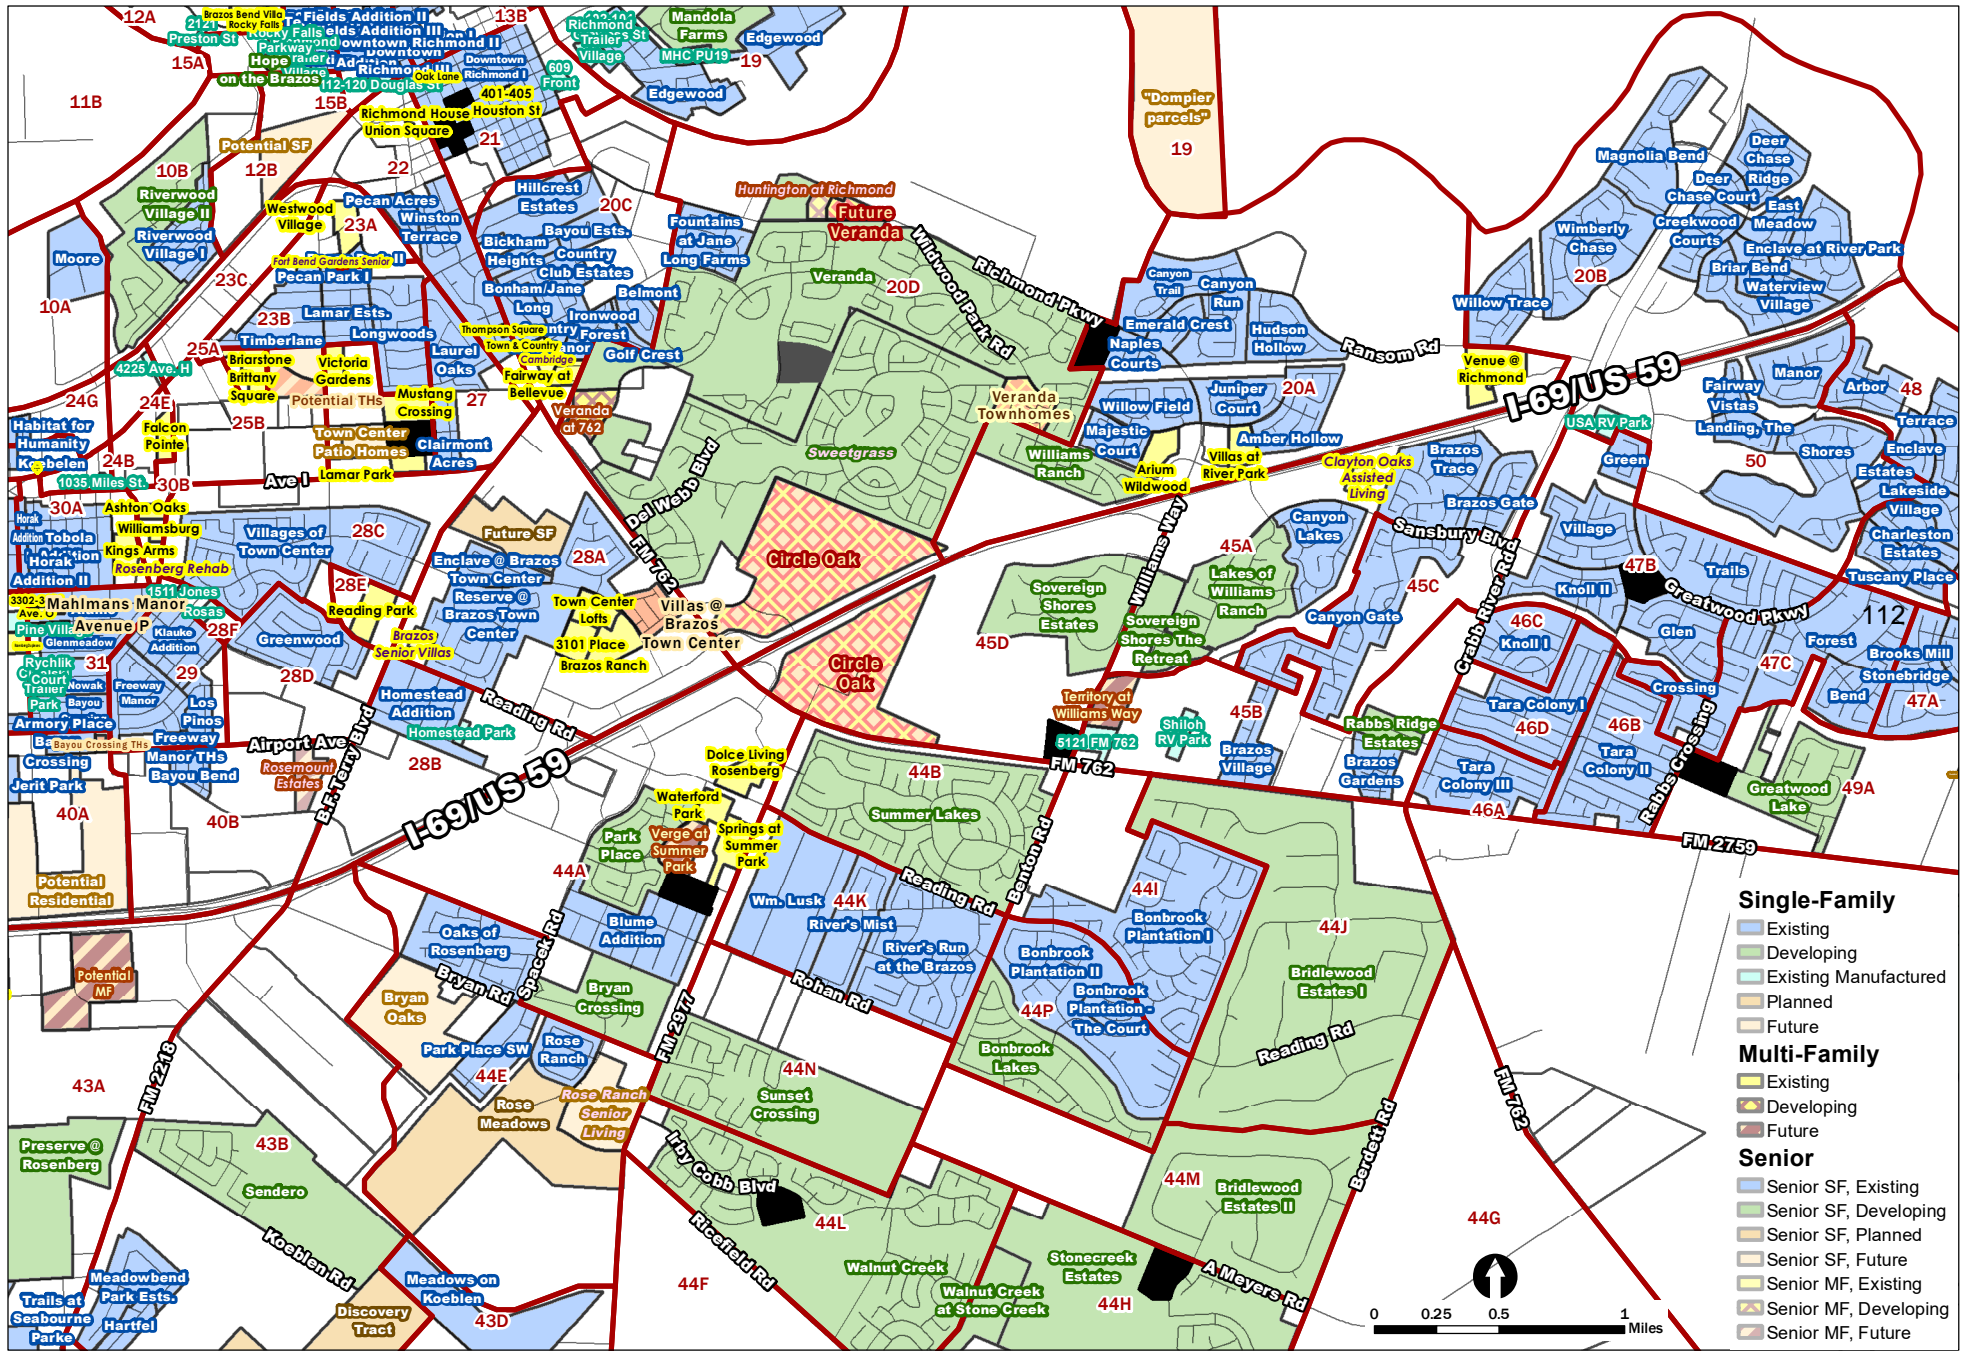 12A
2121
Preston St
Brazos Bend Villa
Rocky Falls
Rocky Falls
Parkway
Fields Addition II
Fields Addition III
Downtown Richmond II
Downtown
Richmond III
13B
Richmond
Trailer
Village
Mandola
Farms
Edgewood
MHC PU19
19
Edgewood
15A
Hope
on the Brazos
Village
112-120 Douglas St
Oak Lane
Downtown
Richmond I
609
Front
11B
15B
401-405
Houston St
Richmond House
Union Square
21
"Dompier
parcels"
19
Potential SF
12B
22
10B
Riverwood
Village II
Riverwood
Village I
Moore
10A
Westwood
Village
23A
Pecan Acres
Winston
Terrace
Fort Bend Gardens Senior
Pecan Park I
23C
23B
Lamar Ests.
Timberlane
Longwoods
Hillcrest
Estates
20C
Bayou Ests.
Bickham
Heights
Country
Club Estates
Bonham/Jane
Long
Belmont
Ironwood
Forest
Golf Crest
Thompson Square
Town & Country
Cambridge
Fairway at
Bellevue
Laurel
Oaks
Fountains
at Jane
Long Farms
Huntington at Richmond
Future
Veranda
Veranda
20D
Wildwood Park Rd
Richmond Pkwy
Canyon
Trail
Canyon
Run
Emerald Crest
Hudson
Hollow
Naples
Courts
Ransom Rd
Magnolia Bend
Deer
Chase
Ridge
Deer
Chase Court
East
Meadow
Creekwood
Courts
Wimberly
Chase
20B
Enclave at River Park
Briar Bend
Waterview
Village
Willow Trace
Venue @
Richmond
I-69/US 59
Manor
Arbor
48
Fairway
Vistas
Landing, The
Terrace
Enclave
Shores
Estates
50
Lakeside
Village
Charleston
Estates
Tuscany Place
USA RV Park
Green
Village
25A
4225 Ave. H
Briarstone
Brittany
Square
Victoria
Gardens
Potential THs
Mustang
Crossing
27
24G
24E
25B
Falcon
Pointe
Town Center
Patio Homes
Clairmont
Acres
Habitat for
Humanity
Koebelen
24B
1035 Miles St.
30B
Ave I
Lamar Park
Veranda
at 762
Sweetgrass
Veranda
Townhomes
Williams
Ranch
Willow Field
Juniper
Court
20A
Majestic
Court
Amber Hollow
Arium
Wildwood
Villas at
River Park
Clayton Oaks
Assisted
Living
Brazos
Trace
Brazos Gate
Del Webb Blvd
30A
Ashton Oaks
Williamsburg
Kings Arms
Rosenberg Rehab
Horak
Addition
Tobola
Addition
Horak
Addition II
Villages of
Town Center
28C
Future SF
Enclave @ Brazos
Town Center
28A
Reserve @
Brazos Town
Center
FM 762
Circle Oak
Williams Way
45A
Canyon
Lakes
Sansbury Blvd
Crabb River Rd
47B
Trails
Knoll II
Greatwood Pkwy
112
45C
Sovereign
Shores
Estates
Lakes of
Williams
Ranch
Canyon Gate
3302-3
Mahlmans Manor
1511 Jones
Rosas
Avenue P
Pine Village
Glenmeadow
Klauke
Addition
28F
Greenwood
28E
Reading Park
Brazos
Senior Villas
Town Center
Lofts
3101 Place
Brazos Ranch
Villas @
Brazos
Town Center
45D
Sovereign
Shores The
Retreat
46C
Knoll I
Glen
Forest
47C
Brooks Mill
Stonebridge
Bend
47A
Crossing
31
Rychlik
Court
Trailer
Park
Nowak
Bayou
Freeway
Manor
29
28D
Los
Pinos
Armory Place
Crossing
Bayou Crossing THs
Freeway
Manor THs
Bayou Bend
Airport Ave
Rosemount
Estates
B.F. Terry Blvd
Homestead
Addition
Homestead Park
Reading Rd
28B
Circle
Oak
Territory at
Williams Way
Shiloh
RV Park
5121 FM 762
FM 762
45B
Brazos
Village
Rabbs Ridge
Estates
Brazos
Gardens
Tara Colony I
46D
46B
Tara
Colony II
Tara
Colony III
46A
Rabbs Crossing
Greatwood
Lake
49A
FM 2759
Jerit Park
40A
40B
Potential
Residential
I-69/US 59
Dolce Living
Rosenberg
Waterford
Park
Park
Place
Verge at
Summer
Park
Springs at
Summer
Park
44A
44B
Summer Lakes
Reading Rd
Benton Rd
Wm. Lusk
44K
River's Mist
River's Run
at the Brazos
Blume
Addition
Oaks of
Rosenberg
Spacek Rd
Bryan Rd
Bryan
Oaks
Bryan
Crossing
Rohan Rd
FM 2977
44I
Bonbrook
Plantation I
Bonbrook
Plantation II
Bonbrook
Plantation -
The Court
44P
Bonbrook
Lakes
44J
Bridlewood
Estates I
Reading Rd
Potential
MF
FM 2218
43A
Park Place SW
Rose
Ranch
44E
Rose
Meadows
Rose Ranch
Senior
Living
44N
Sunset
Crossing
Irby Cobb Blvd
Preserve @
Rosenberg
43B
Sendero
Koeblen Rd
Meadowbend
Park Ests.
Trails at
Seabourne
Parke
Hartfel
Meadows on
Koeblen
Discovery
Tract
43D
44F
Ricefield Rd
44L
Walnut Creek
Walnut Creek
at Stone Creek
Stonecreek
Estates
44H
A Meyers Rd
44M
Bridlewood
Estates II
Berdett Rd
FM 762
44G
Single-Family
Existing
Developing
Existing Manufactured
Planned
Future
Multi-Family
Existing
Developing
Future
Senior
Senior SF, Existing
Senior SF, Developing
Senior SF, Planned
Senior SF, Future
Senior MF, Existing
Senior MF, Developing
Senior MF, Future
0 0.25 0.5 1
Miles